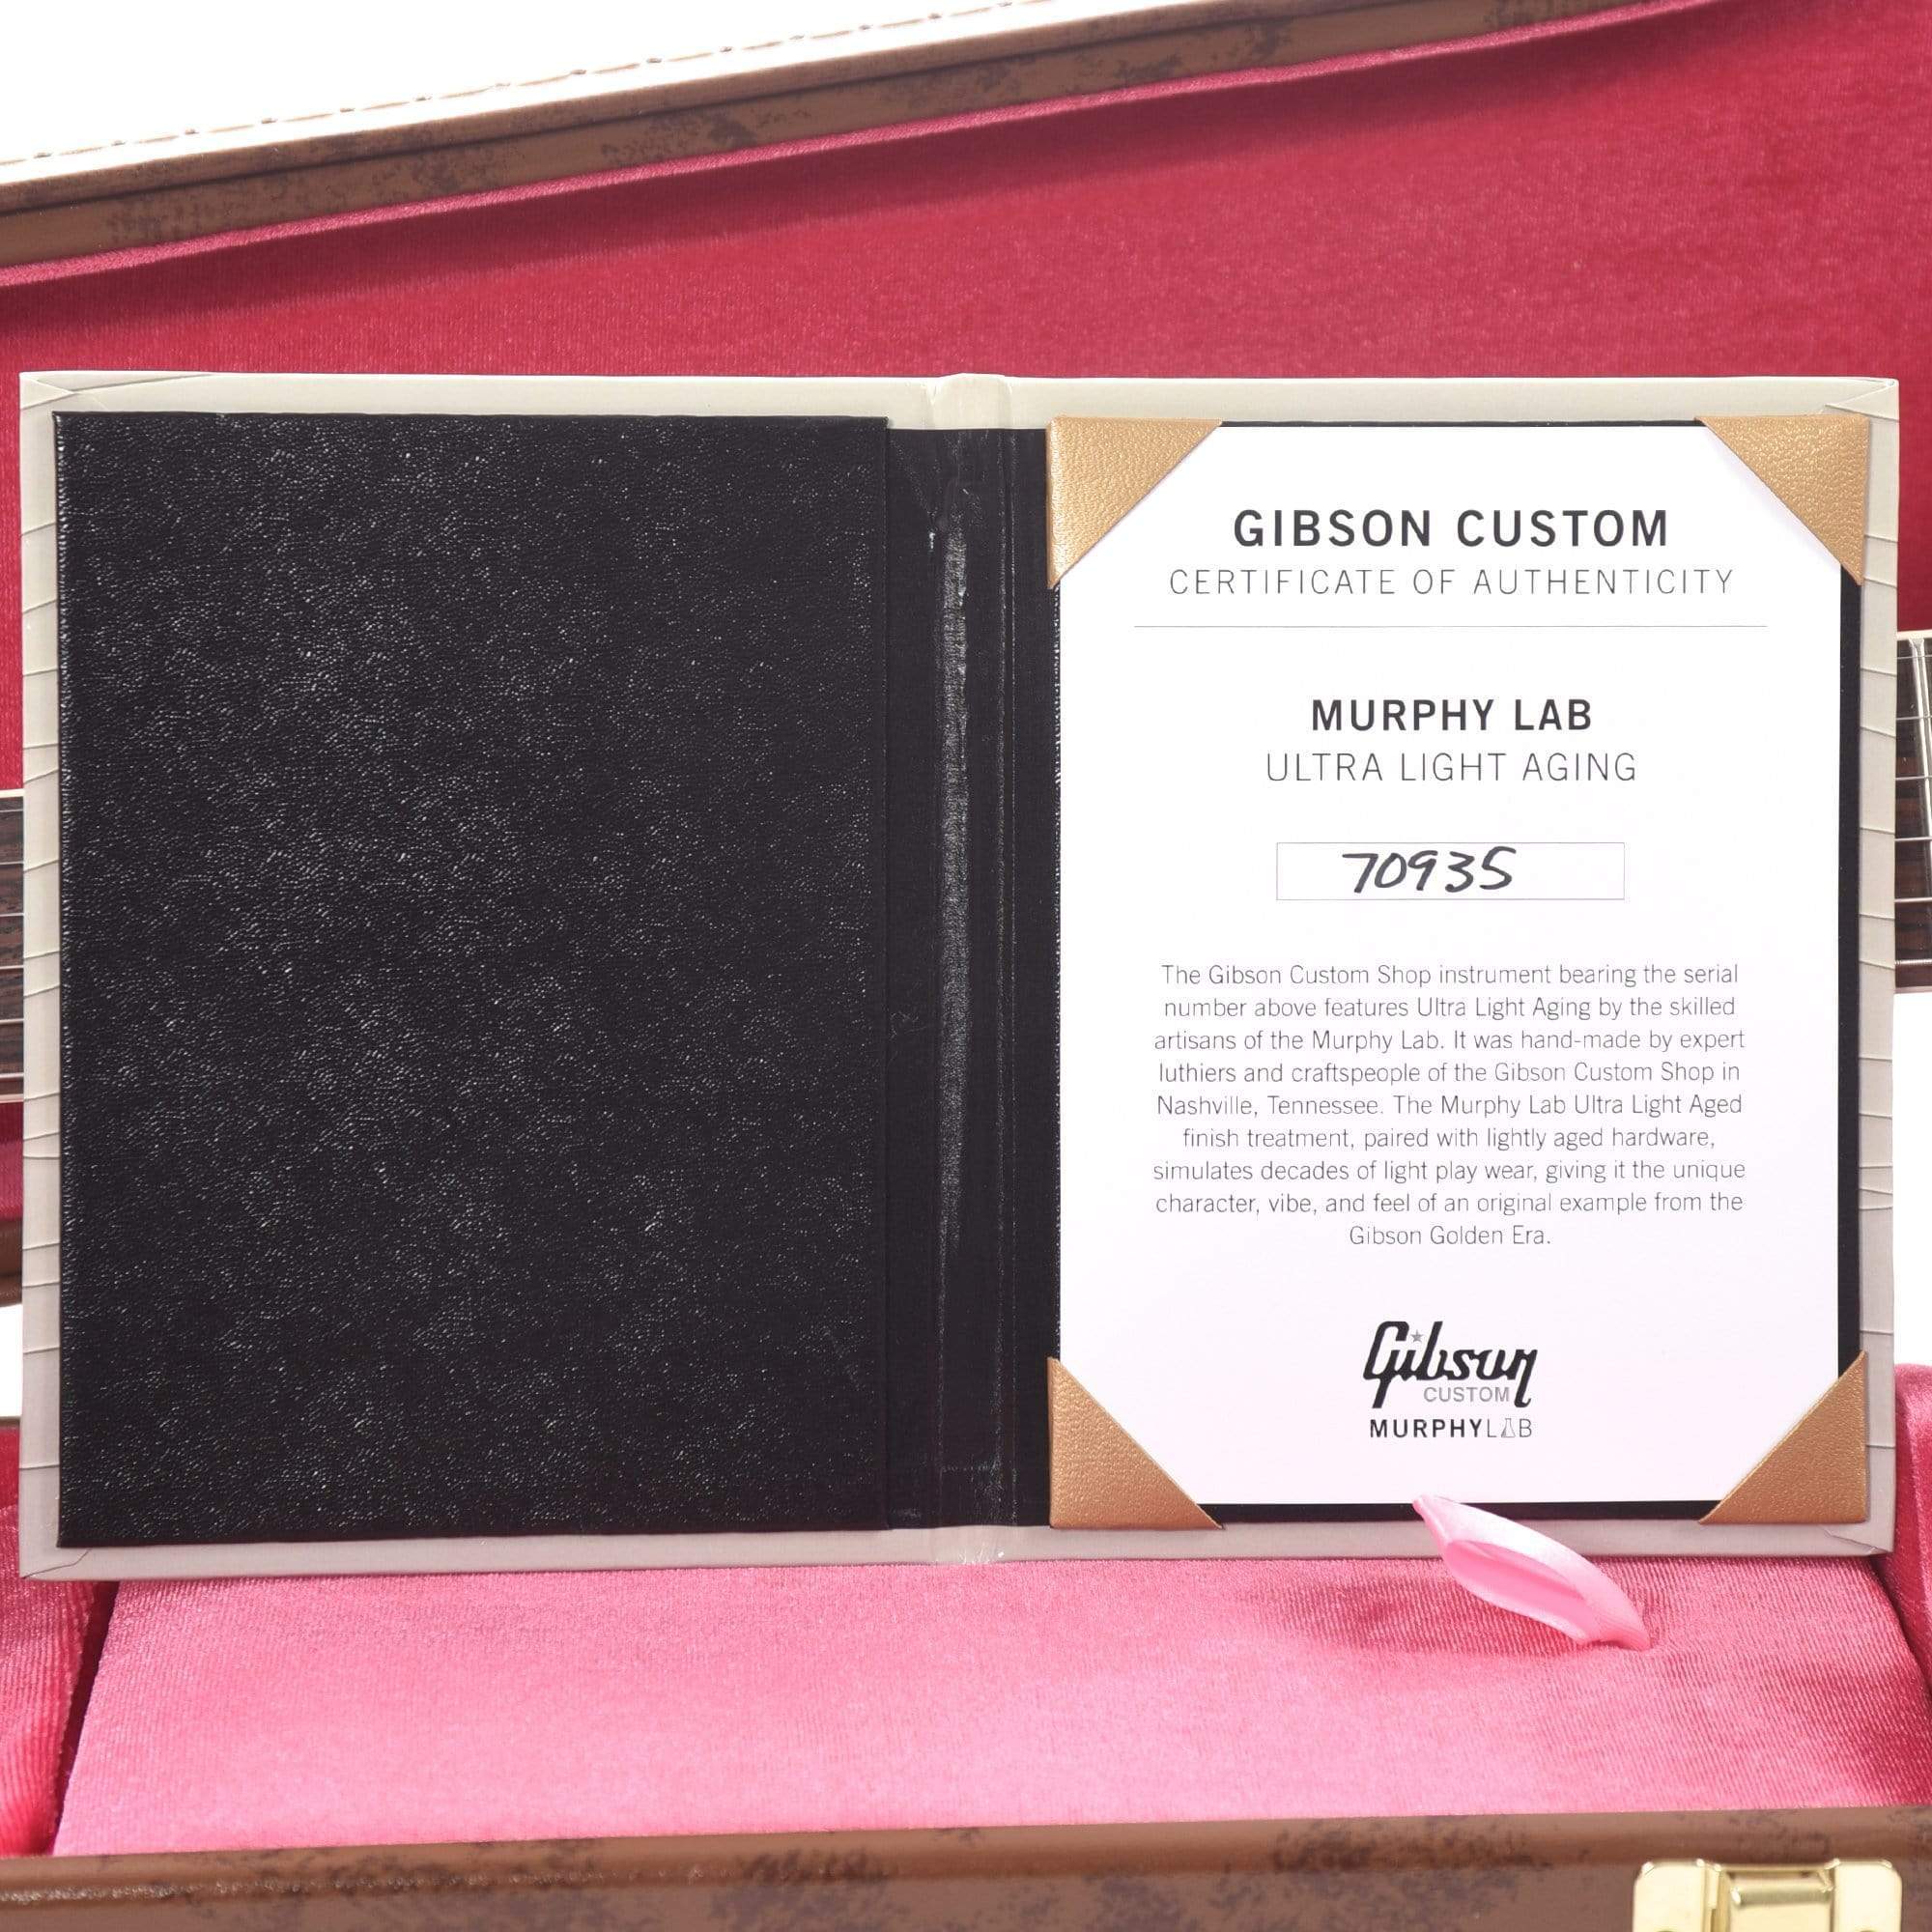 GIBSON CUSTOM
CERTIFICATE OF AUTHENTICITY
MURPHY LAB
ULTRA LIGHT AGING
70935
The Gibson Custom Shop instrument bearing the serial
number above features Ultra Light Aging by the skilled
artisans of the Murphy Lab. It was hand-made by expert
luthiers and craftspeople of the Gibson Custom Shop in
Nashville, Tennessee. The Murphy Lab Ultra Light Aged
finish treatment, paired with lightly aged hardware,
simulates decades of light play wear, giving it the unique
character, vibe, and feel of an original example from the
Gibson Golden Era.
Gibson
CUSTOM
MURPHYLAB